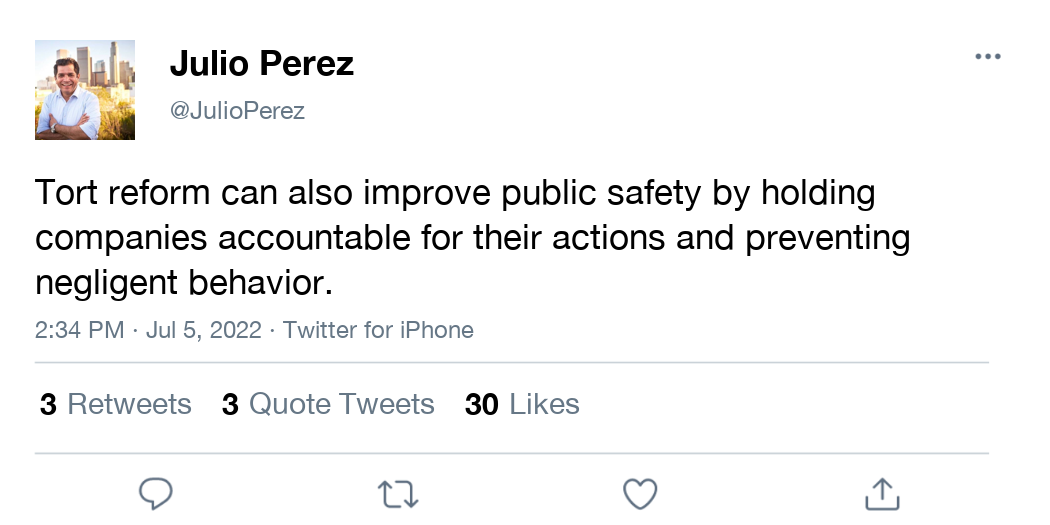 Julio Perez
@JulioPerez
Tort reform can also improve public safety by holding
companies accountable for their actions and preventing
negligent behavior.
2:34 PM · Jul 5, 2022 · Twitter for iPhone
3 Retweets 3 Quote Tweets 30 Likes